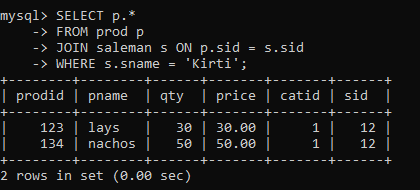 mysql> SELECT p.*
    -> FROM prod p
    -> JOIN saleman s ON p.sid = s.sid
    -> WHERE s.sname = 'Kirti';
+--------+--------+------+-------+-------+------+
| prodid | pname  | qty  | price | catid | sid  |
+--------+--------+------+-------+-------+------+
|    123 | lays   |   30 | 30.00 |     1 |   12 |
|    134 | nachos |   50 | 50.00 |     1 |   12 |
+--------+--------+------+-------+-------+------+
2 rows in set (0.00 sec)